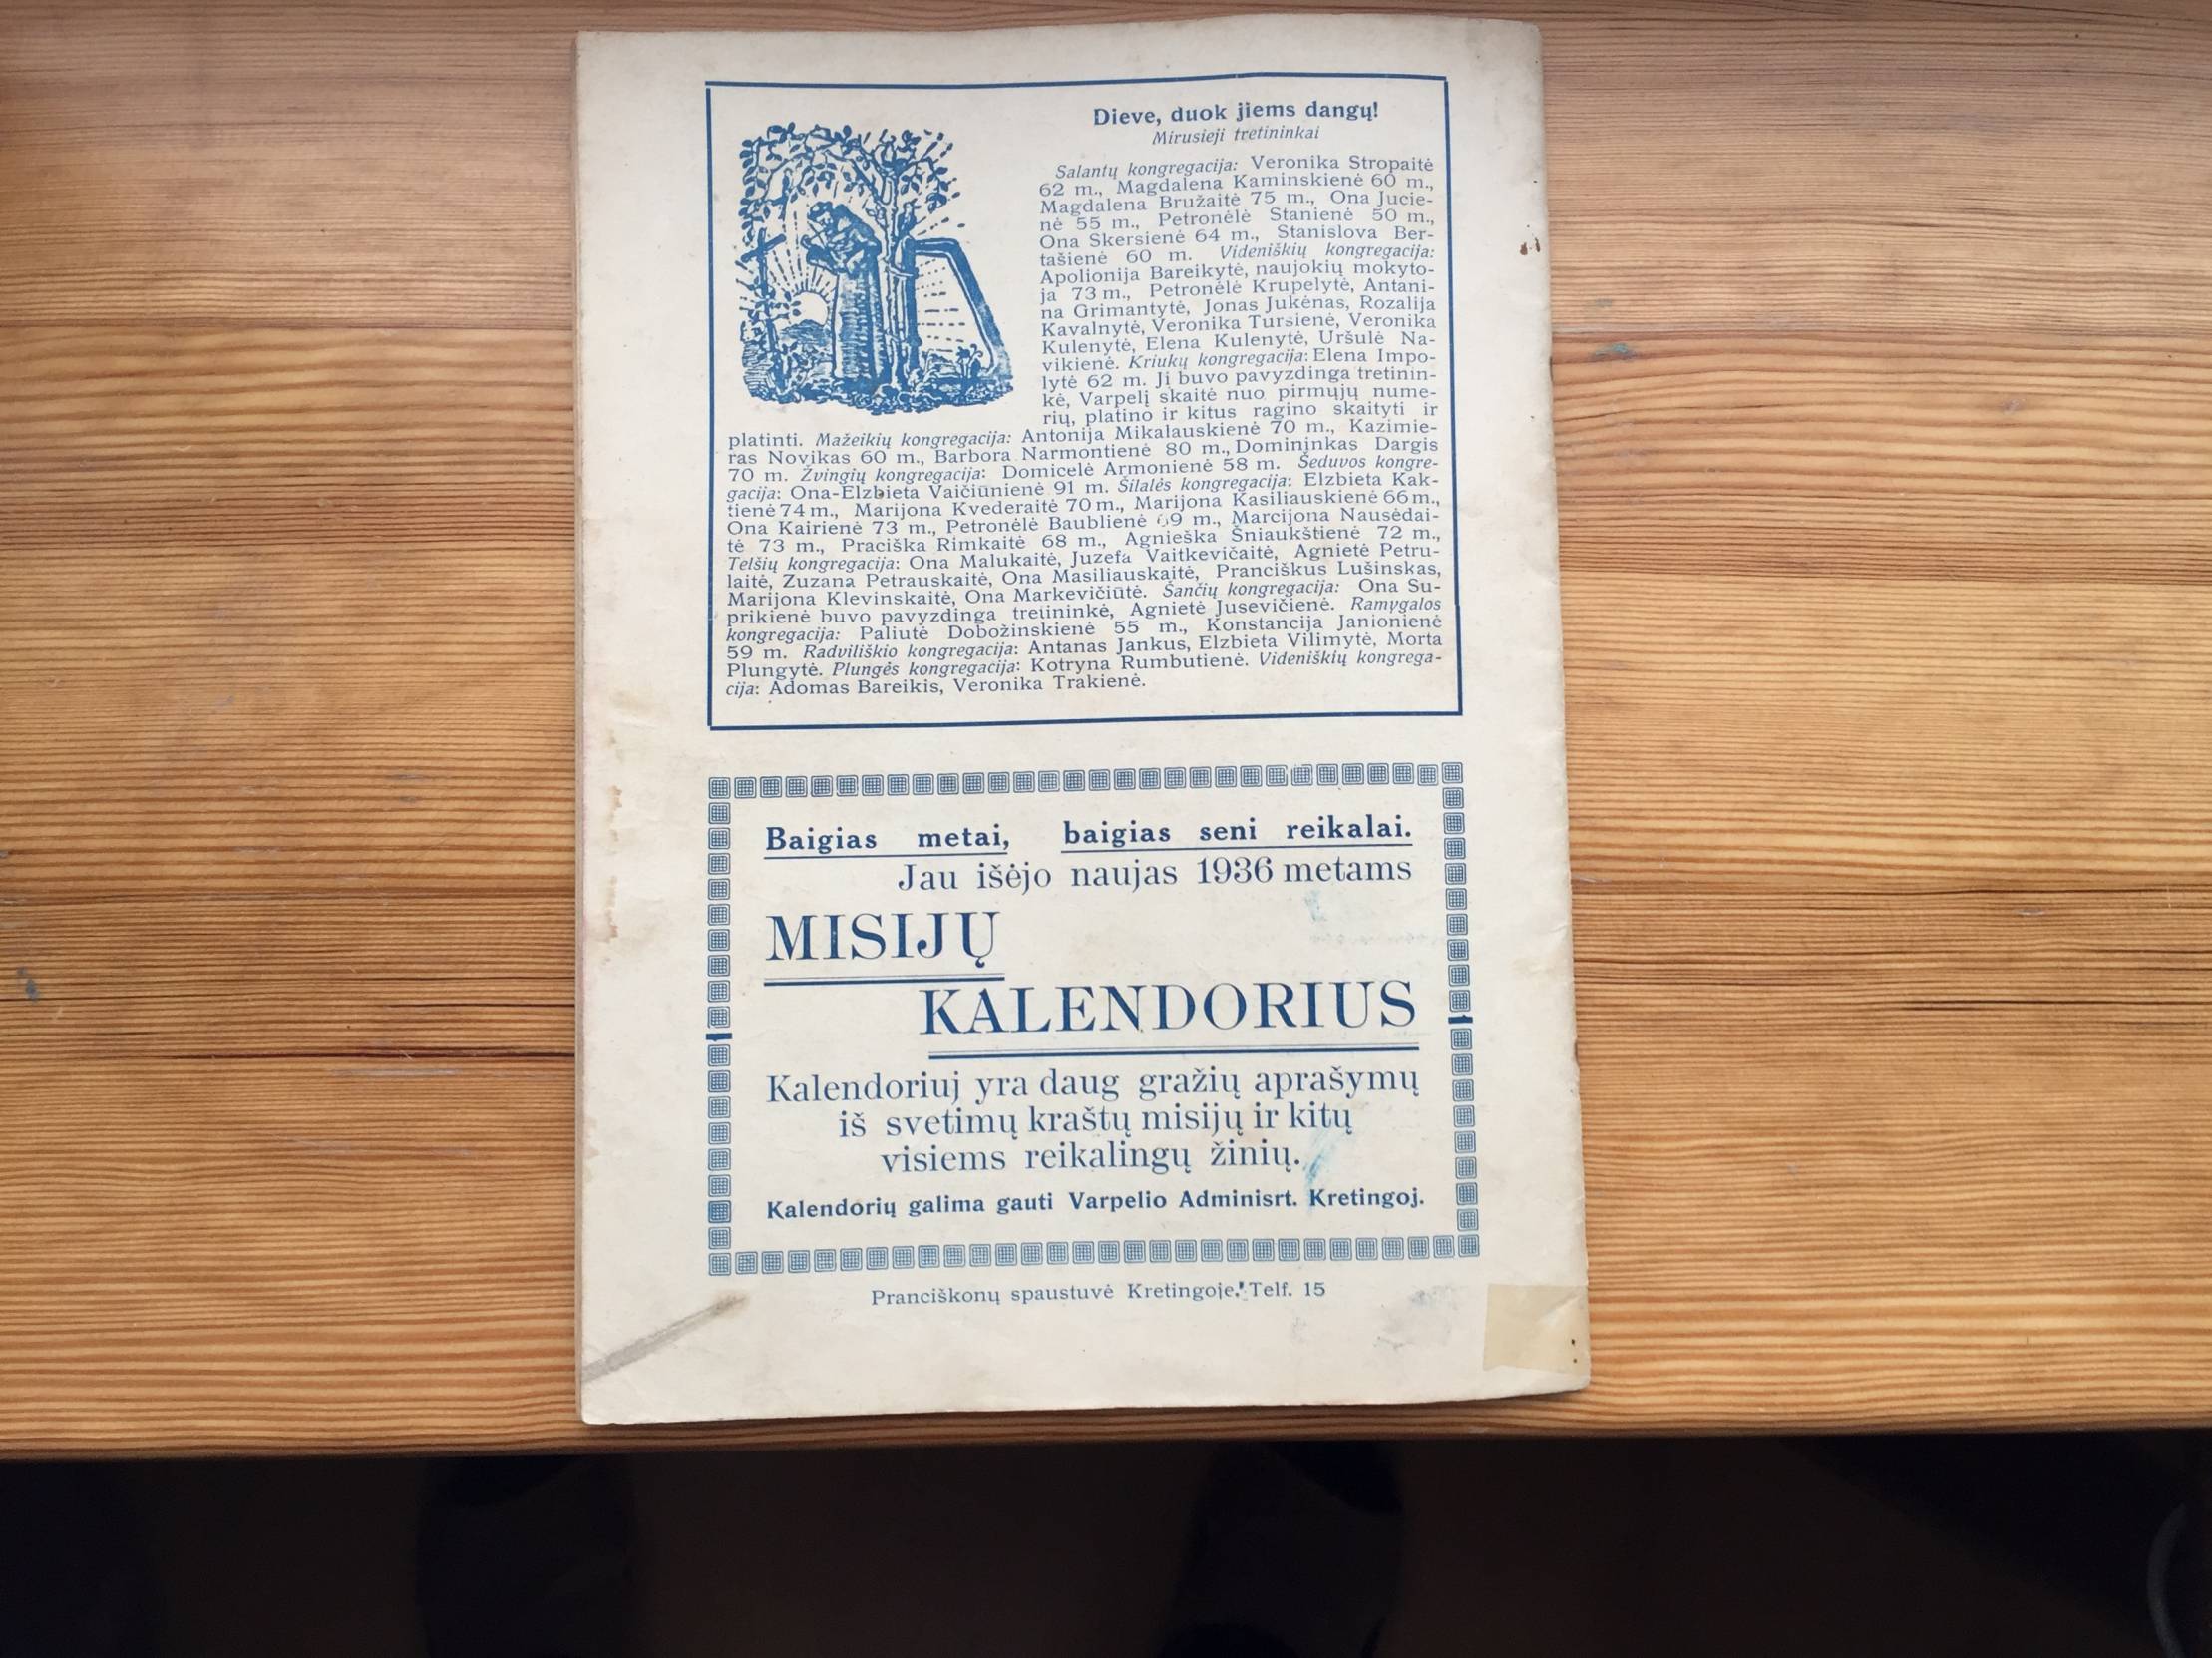 Dieve, duok jiems dangų!
Mirusieji tretininkai
Salantų kongregacija: Veronika Stropaitė
62 m., Magdalena Kaminskienė 60 m.,
Magdalena Bružaitė 75 m., Ona Jucie-
nė 55 m., Petronėlė Stanienė 50 m.,
Ona Skersienė 64 m., Stanislova Ber-
tašienė 60 m. Videniškių kongregacija:
Apolionija Bareikytė, naujokių mokyto-
ja 73 m., Petronėlė Krupelytė, Antani-
na Grimantytė, Jonas Jukėnas, Rozalija
Kavalnytė, Veronika Tursienė, Veronika
Kulenytė, Elena Kulenytė, Uršulė Na-
vikienė. Kriukų kongregacija: Elena Impo-
lytė 62 m. Ji buvo pavyzdinga tretinin-
kė, Varpelį skaitė nuo pirmųjų nume-
rių, platino ir kitus ragino skaityti ir
platinti. Mažeikių kongregacija: Antonija Mikalauskienė 70 m., Kazimie-
ras Novikas 60 m., Barbora Narmontienė 80 m., Domininkas Dargis
70 m. Žvingių kongregacija: Domicelė Armonienė 58 m. Šeduvos kongre-
gacija: Ona-Elzbieta Vaičiūnienė 91 m. Šilalės kongregacija: Elzbieta Kak-
tienė 74 m., Marijona Kvederaitė 70 m., Marijona Kasiliauskienė 66 m.,
Ona Kairienė 73 m., Petronėlė Baublienė 69 m., Marcijona Nausėdai-
tė 73 m., Praciška Rimkaitė 68 m., Agnieška Šniaukštienė 72 m.,
Telšių kongregacija: Ona Malukaitė, Juzefa Vaitkevičaitė, Agnietė Petru-
laitė, Zuzana Petrauskaitė, Ona Masiliauskaitė, Pranciškus Lušinskas,
Marijona Klevinskaitė, Ona Markevičiūtė. Šančių kongregacija: Ona Su-
prikienė buvo pavyzdinga tretininkė, Agnietė Jusevičienė. Ramygalos
kongregacija: Paliutė Dobožinskienė 55 m., Konstancija Janionienė
59 m. Radviliškio kongregacija: Antanas Jankus, Elzbieta Vilimytė, Morta
Plungytė. Plungės kongregacija: Kotryna Rumbutienė. Videniškių kongrega-
cija: Adomas Bareikis, Veronika Trakienė.
Baigias metai, baigias seni reikalai.
Jau išėjo naujas 1936 metams
MISIJŲ
KALENDORIUS
Kalendoriuj yra daug gražių aprašymų
iš svetimų kraštų misijų ir kitų
visiems reikalingų žinių.
Kalendorių galima gauti Varpelio Adminisrt. Kretingoj.
Pranciškonų spaustuvė Kretingoje. Telf. 15